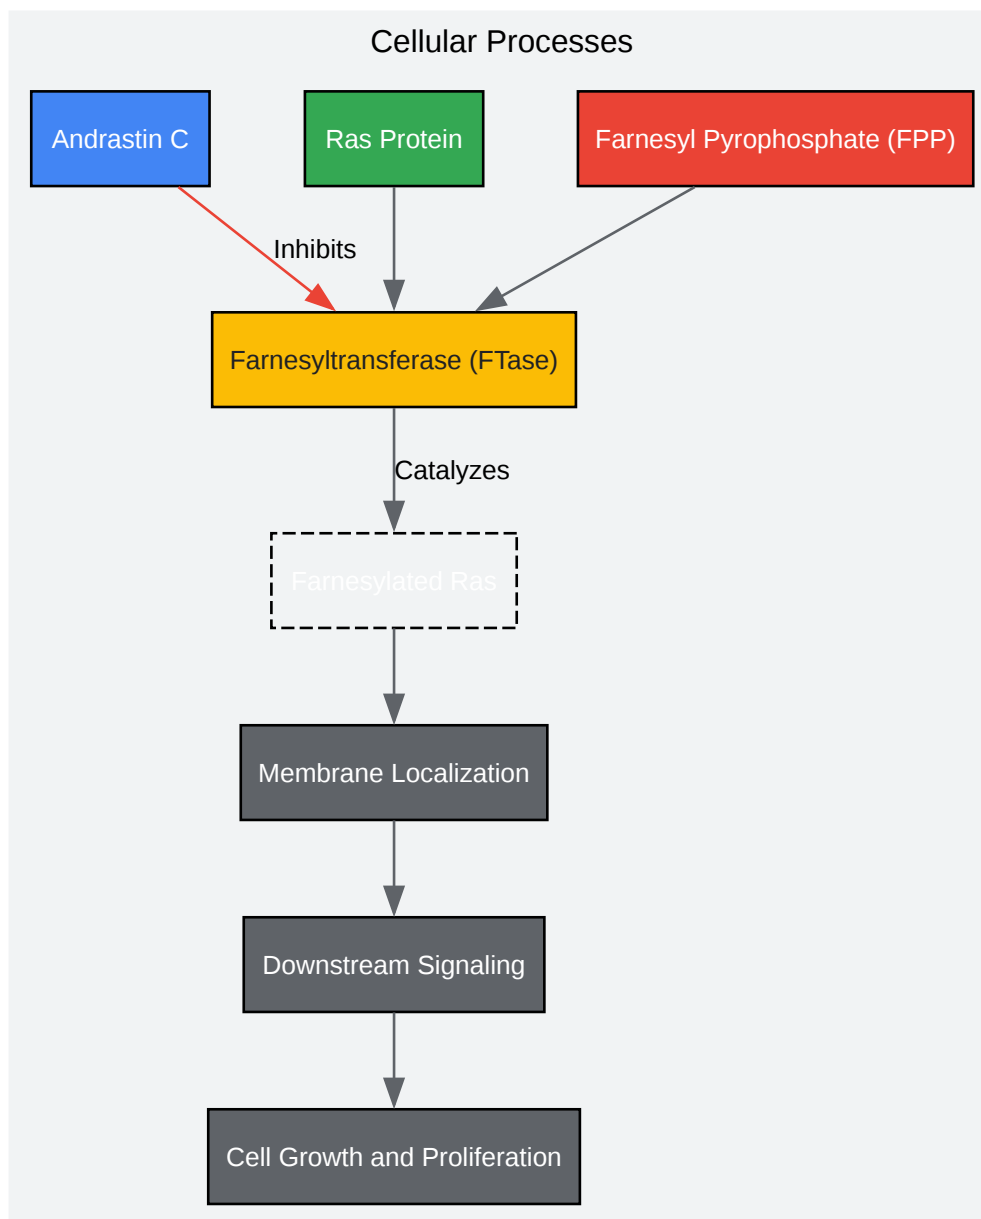 Cellular Processes
Andrastin C
Ras Protein
Farnesyl Pyrophosphate (FPP)
Inhibits
Farnesyltransferase (FTase)
Catalyzes
Farnesylated Ras
Membrane Localization
Downstream Signaling
Cell Growth and Proliferation